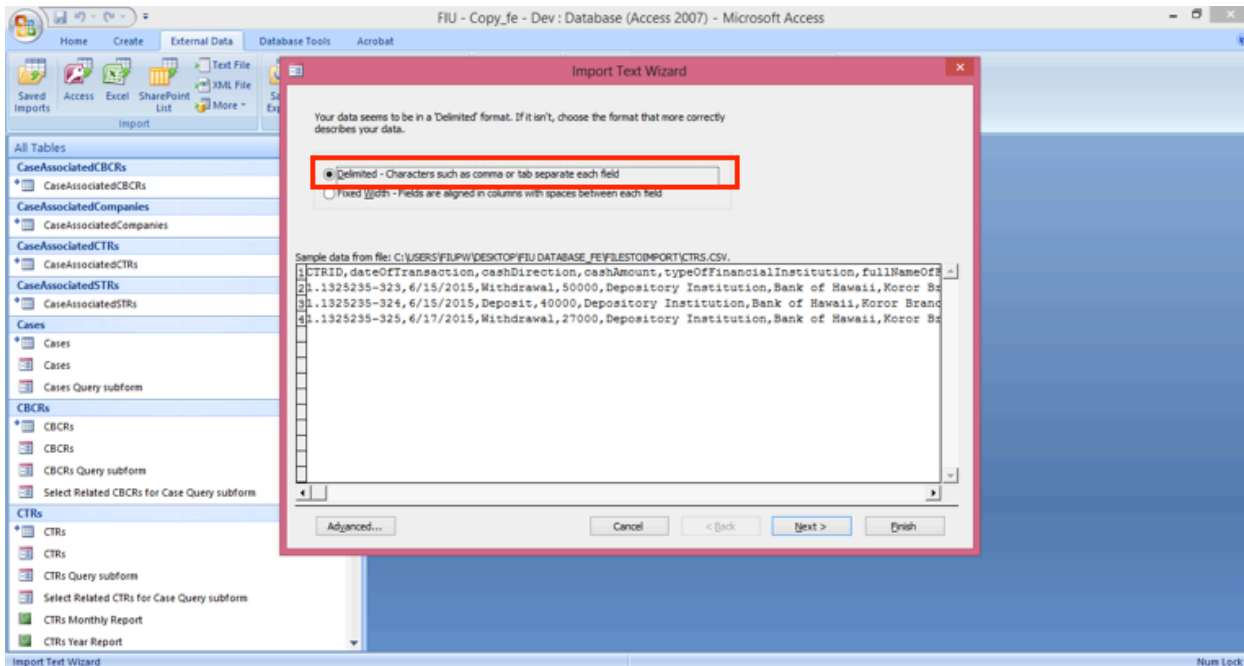 FIU - Copy_fe - Dev : Database (Access 2007) - Microsoft Access
Home Create External Data Database Tools Acrobat
Saved Imports
Access
Excel
SharePoint List
Text File
XML File
More
Import
Import Text Wizard
Your data seems to be in a 'Delimited' format. If it isn't, choose the format that more correctly
describes your data.
Delimited - Characters such as comma or tab separate each field
Fixed Width - Fields are aligned in columns with spaces between each field
Sample data from file: C:\USERS\FIUPW\DESKTOP\FIU DATABASE_FE\FILESTOIMPORT\CTRS.CSV.
1 CTRID,dateOfTransaction,cashDirection,cashAmount,typeOfFinancialInstitution,fullNameOf
2 1.1325235-323,6/15/2015,Withdrawal,50000,Depository Institution,Bank of Hawaii,Koror Bran
3 1.1325235-324,6/15/2015,Deposit,40000,Depository Institution,Bank of Hawaii,Koror Branc
4 1.1325235-325,6/17/2015,Withdrawal,27000,Depository Institution,Bank of Hawaii,Koror Br
Advanced...
Cancel
< Back
Next >
Finish
All Tables
CaseAssociatedCBCRs
CaseAssociatedCBCRs
CaseAssociatedCompanies
CaseAssociatedCompanies
CaseAssociatedCTRs
CaseAssociatedCTRs
CaseAssociatedSTRs
CaseAssociatedSTRs
Cases
Cases
Cases
Cases Query subform
CBCRs
CBCRs
CBCRs
CBCRs Query subform
Select Related CBCRs for Case Query subform
CTRs
CTRs
CTRs
CTRs Query subform
Select Related CTRs for Case Query subform
CTRs Monthly Report
CTRs Year Report
Import Text Wizard
Num Lock